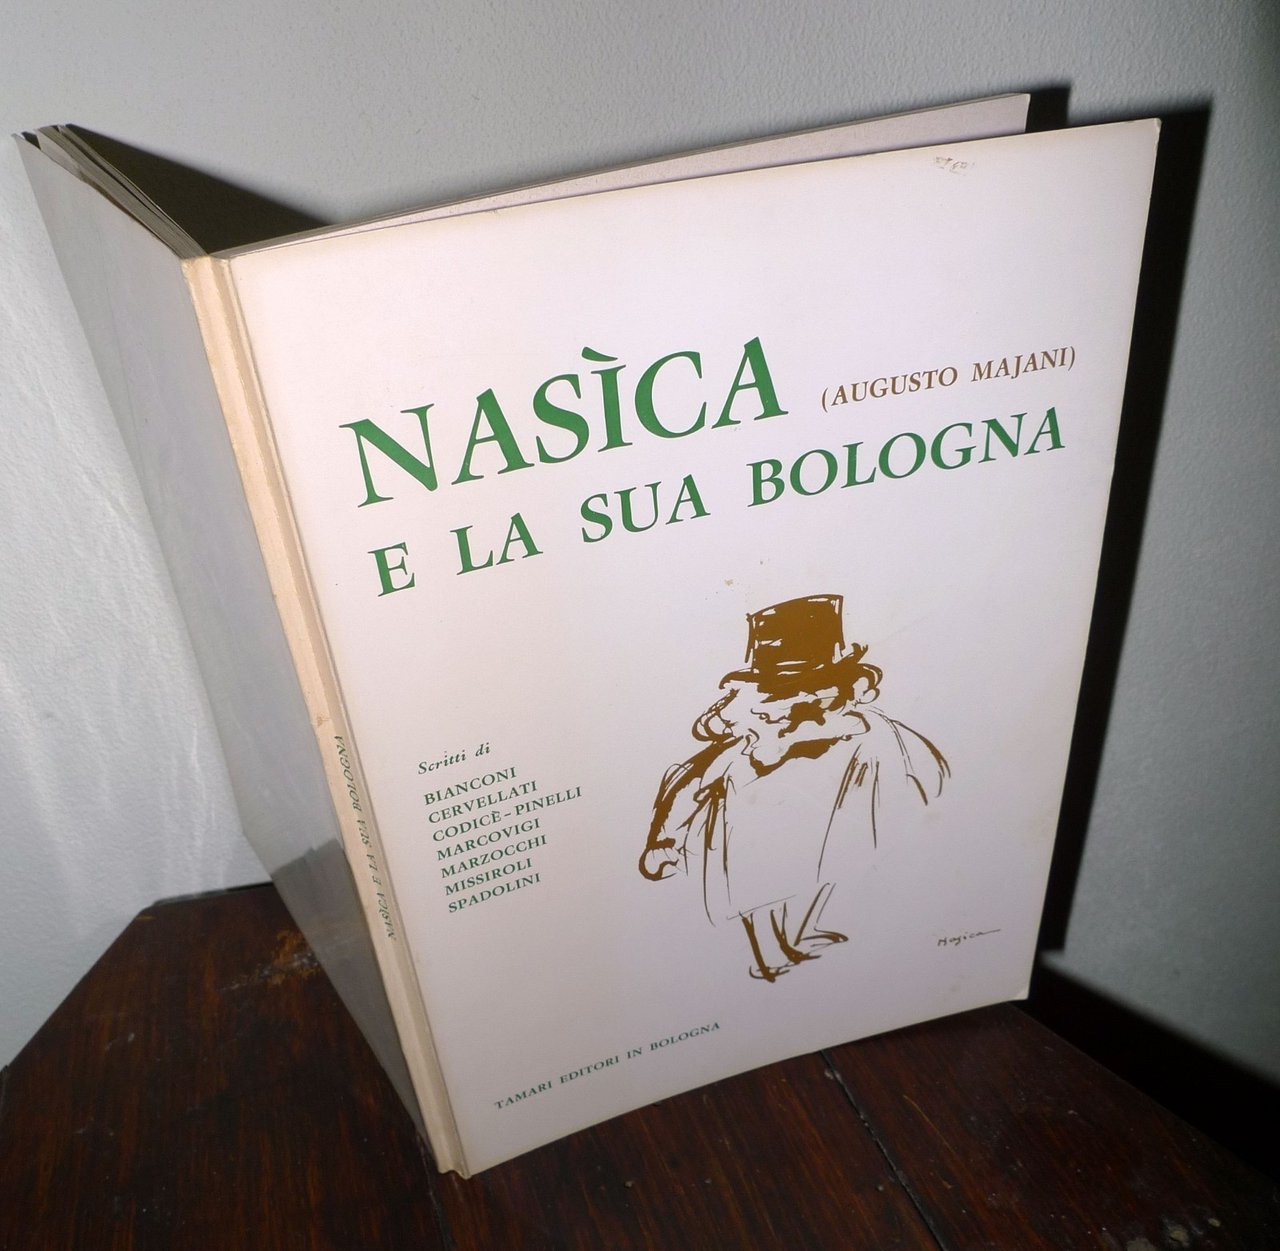 NASÌCA (AUGUSTO MAJANI)
E LA SUA BOLOGNA
Scritti di
BIANCONI
CERVELLATI
CODICÈ-PINELLI
MARCOVIGI
MARZOCCHI
MISSIROLI
SPADOLINI
Nasica
TAMARI EDITORI IN BOLOGNA
NASÌCA E LA SUA BOLOGNA